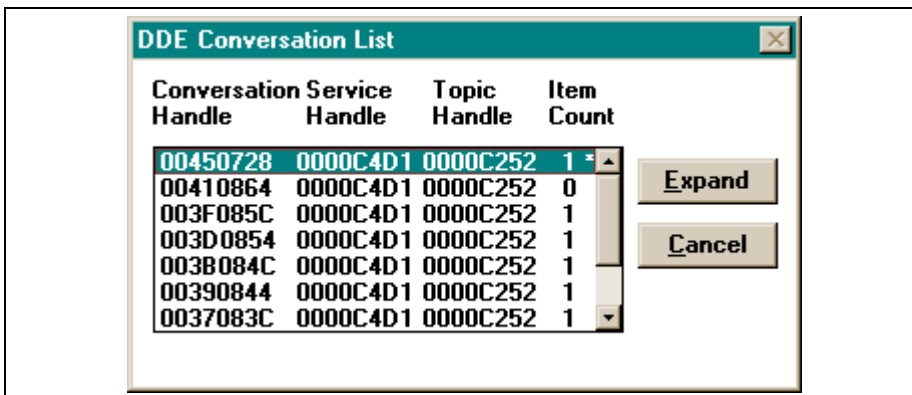 DDE Conversation List
Conversation Service Topic Item
Handle Handle Handle Count
00450728 0000C4D1 0000C252 1 *
00410864 0000C4D1 0000C252 0
Expand
003F085C 0000C4D1 0000C252 1
003D0854 0000C4D1 0000C252 1
Cancel
003B084C 0000C4D1 0000C252 1
00390844 0000C4D1 0000C252 1
0037083C 0000C4D1 0000C252 1